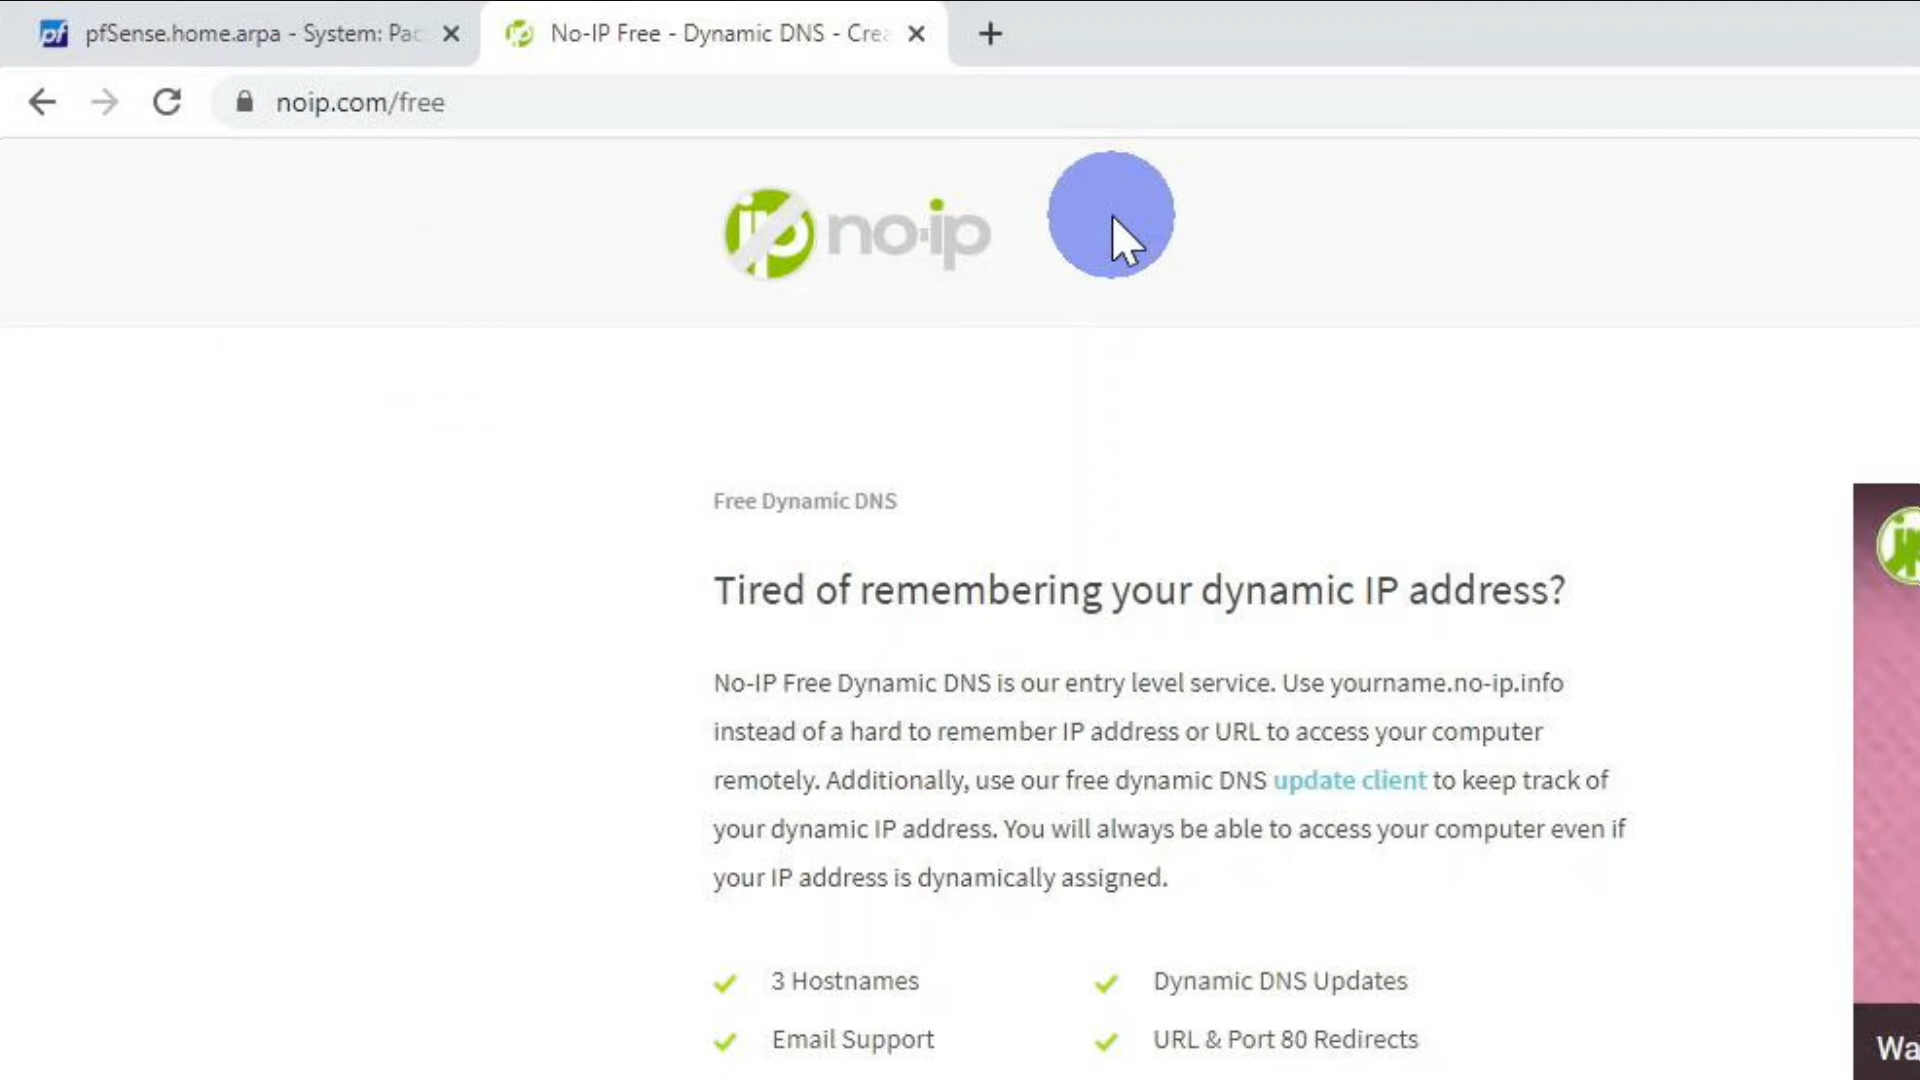 pf pfSense.home.arpa - System: Pac
No-IP Free - Dynamic DNS - Crea
noip.com/free
ip no-ip
Free Dynamic DNS
Tired of remembering your dynamic IP address?
No-IP Free Dynamic DNS is our entry level service. Use yourname.no-ip.info
instead of a hard to remember IP address or URL to access your computer
remotely. Additionally, use our free dynamic DNS update client to keep track of
your dynamic IP address. You will always be able to access your computer even if
your IP address is dynamically assigned.
3 Hostnames
Dynamic DNS Updates
Email Support
URL & Port 80 Redirects
Wa